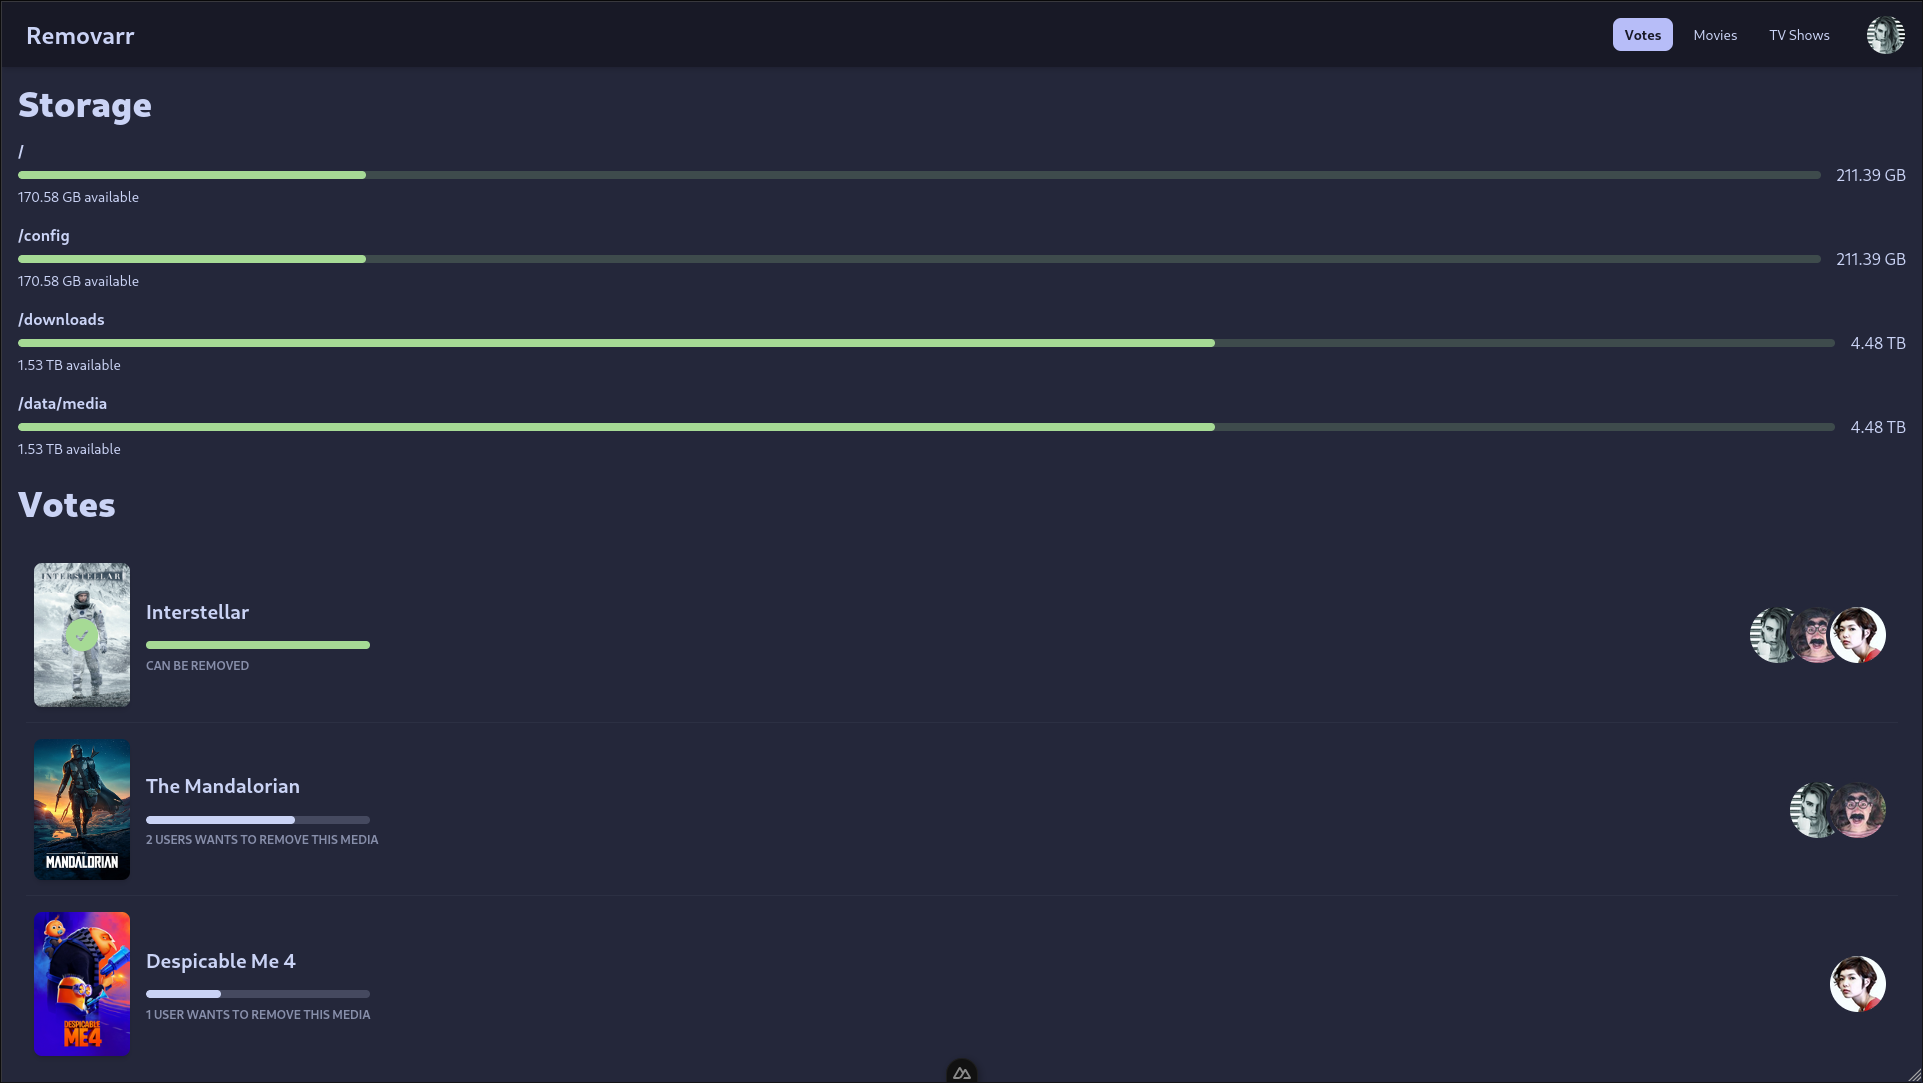 Removarr
Votes
Movies
TV Shows
Storage
/
211.39 GB
170.58 GB available
/config
211.39 GB
170.58 GB available
/downloads
4.48 TB
1.53 TB available
/data/media
4.48 TB
1.53 TB available
Votes
INTERSTELLAR
Interstellar
CAN BE REMOVED
The Mandalorian
2 USERS WANTS TO REMOVE THIS MEDIA
MANDALORIAN
Despicable Me 4
1 USER WANTS TO REMOVE THIS MEDIA
DESPICABLE
ME4